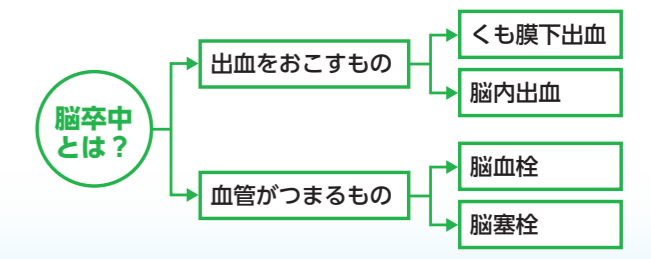 脳卒中
とは？
出血をおこすもの
くも膜下出血
脳内出血
血管がつまるもの
脳血栓
脳塞栓